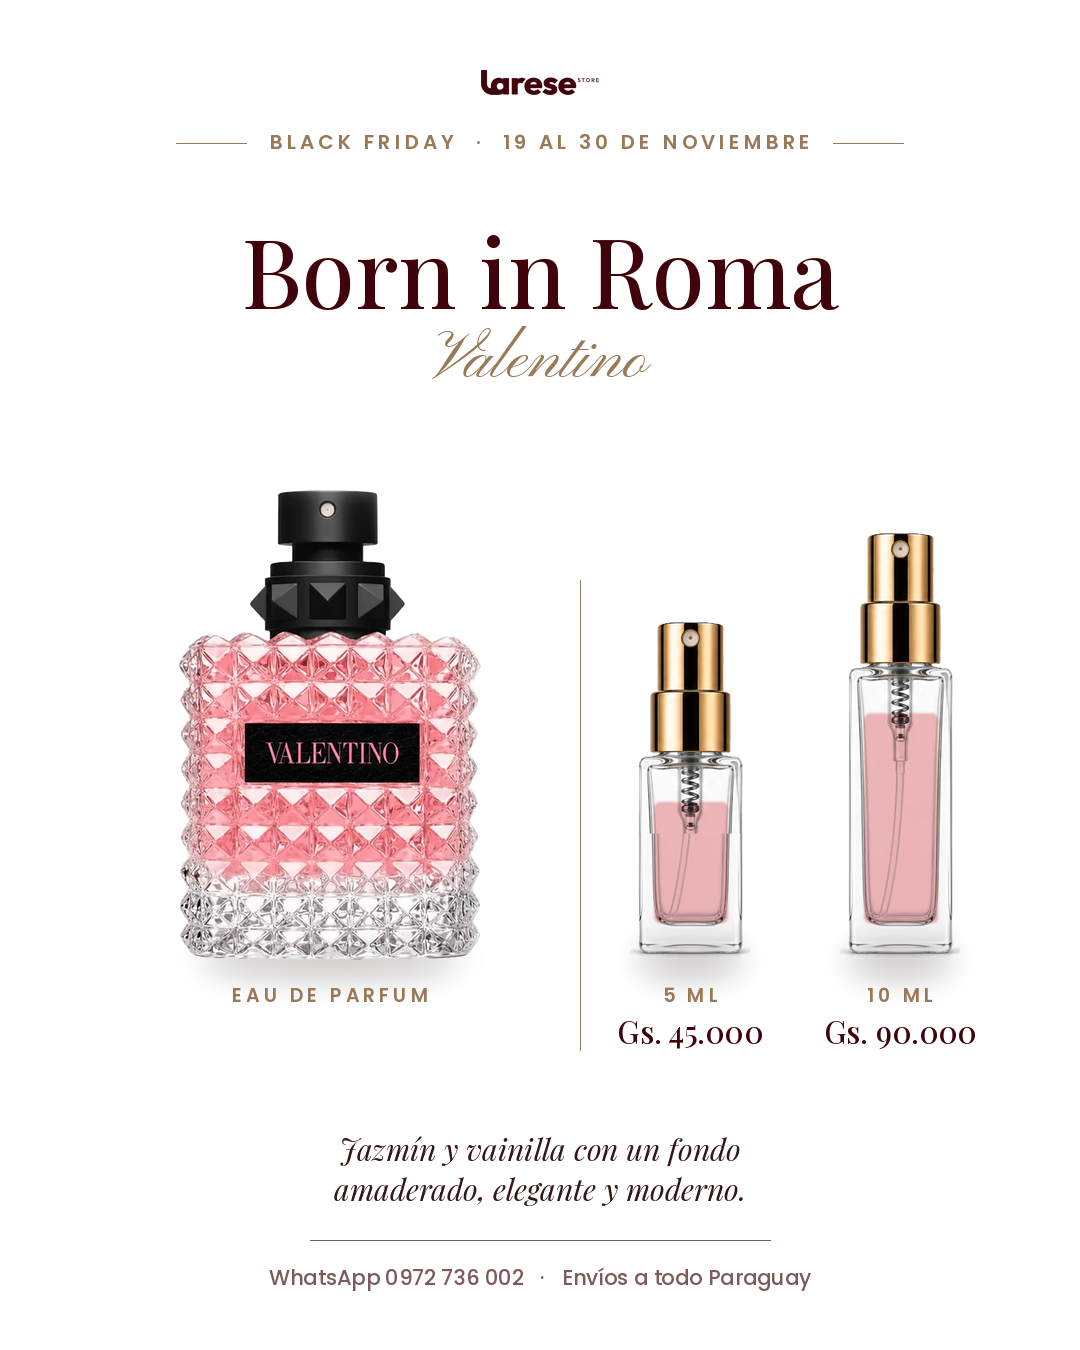 larese STORE
BLACK FRIDAY · 19 AL 30 DE NOVIEMBRE
Born in Roma
Valentino
VALENTINO
EAU DE PARFUM
5 ML
Gs. 45.000
10 ML
Gs. 90.000
Jazmín y vainilla con un fondo
amaderado, elegante y moderno.
WhatsApp 0972 736 002 · Envíos a todo Paraguay